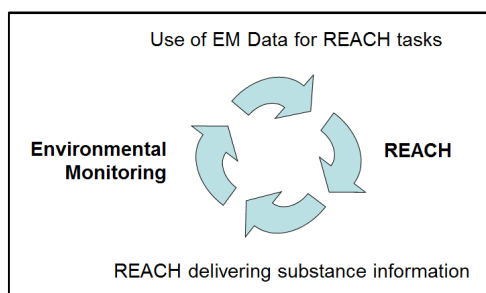 Use of EM Data for REACH tasks
Environmental
Monitoring
REACH
REACH delivering substance information